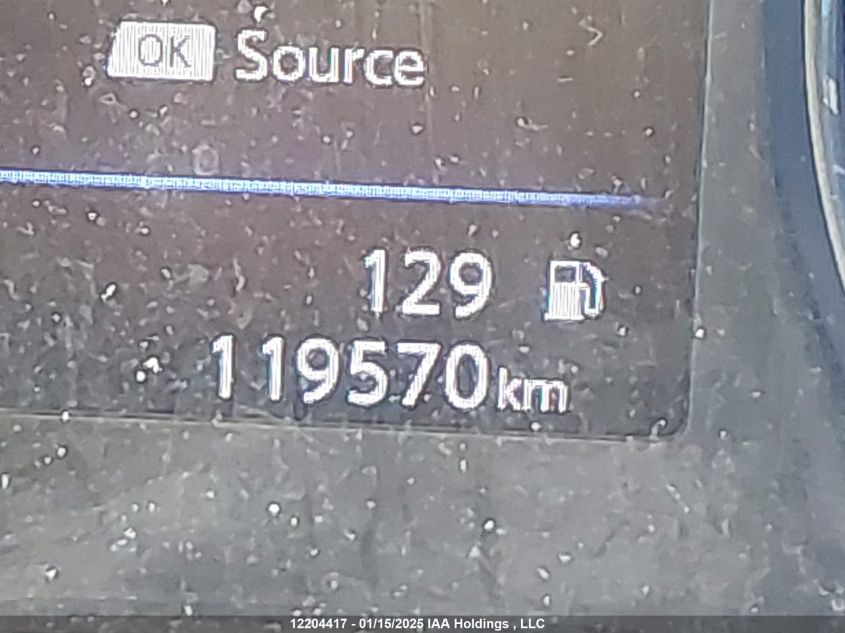 OK Source
129
119570km
12204417 - 01/15/2025 IAA Holdings , LLC